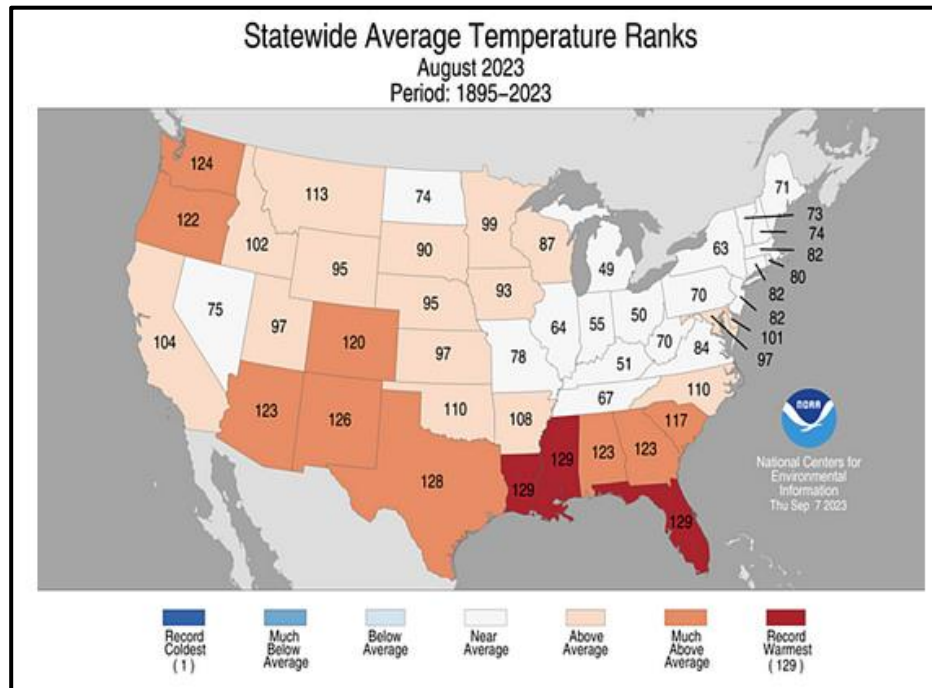 Statewide Average Temperature Ranks
August 2023
Period: 1895–2023
124
122
113
74
99
71
73
74
82
80
82
82
101
97
102
95
90
87
49
63
104
75
97
95
93
64
55
50
70
70
84
120
97
78
51
123
126
110
108
67
110
117
128
129
129
123
123
129
NOAA
National Centers for
Environmental
Information
Thu Sep 7 2023
Record
Coldest
( 1 )
Much
Below
Average
Below
Average
Near
Average
Above
Average
Much
Above
Average
Record
Warmest
( 129 )